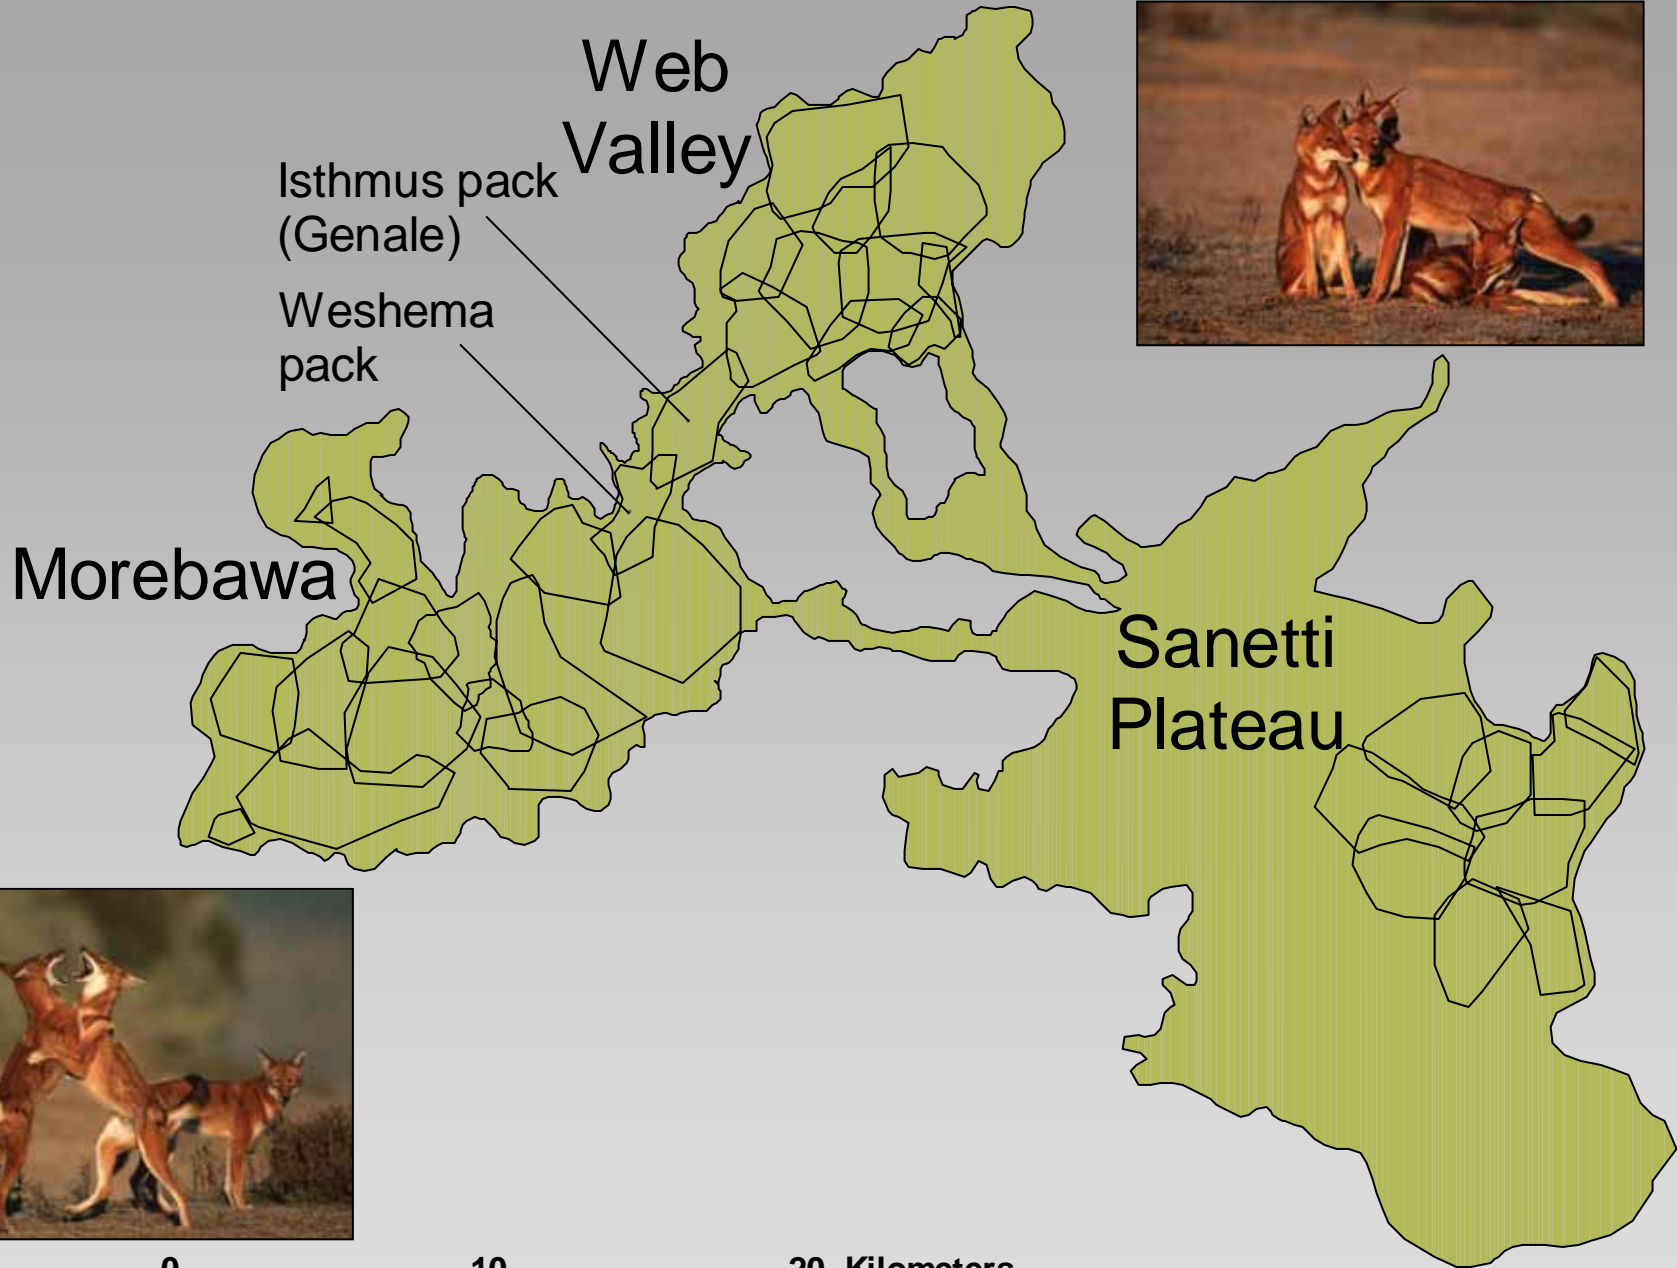 Web
Valley
Isthmus pack
(Genale)
Weshema
pack
Morebawa
Sanetti
Plateau
0 10 20 Kilometers